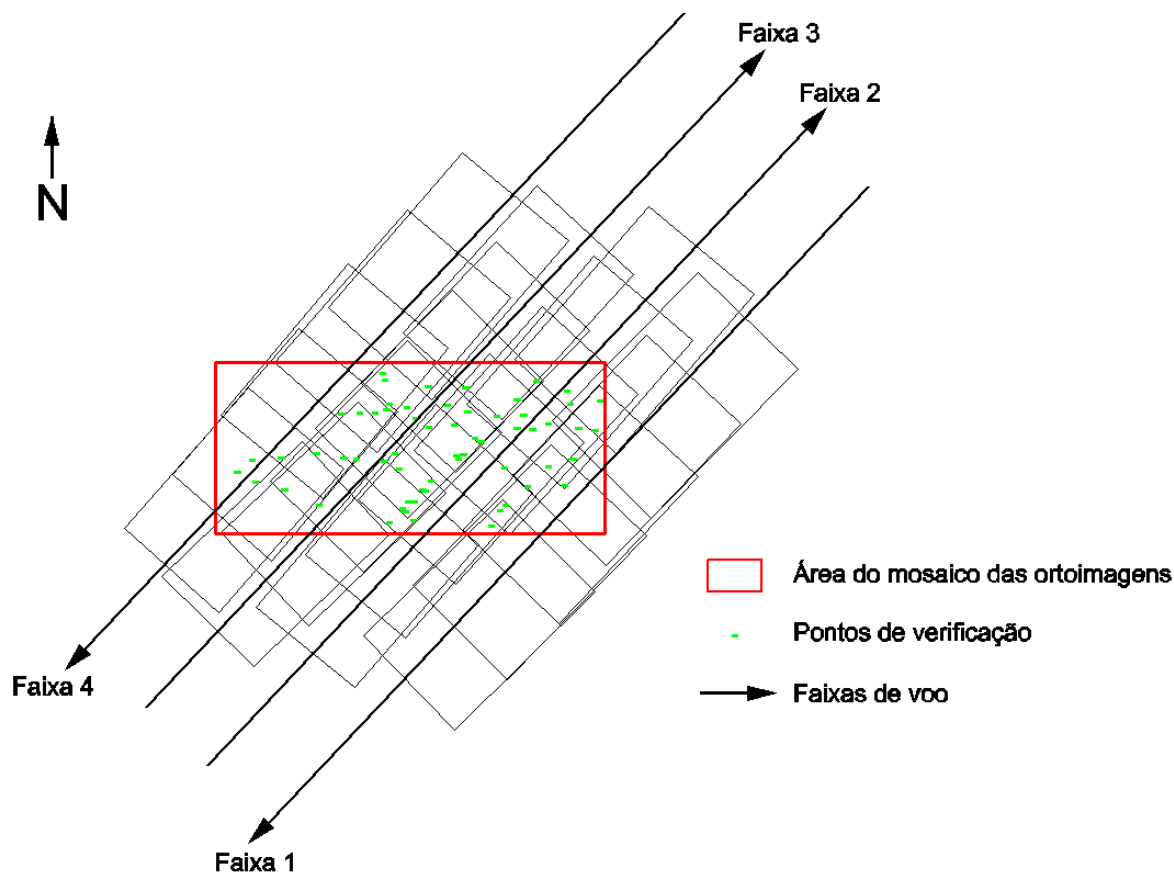 Faixa 3
Faixa 2
N
Área do mosaico das ortoimagens
Pontos de verificação
Faixa 4
Faixas de voo
Faixa 1